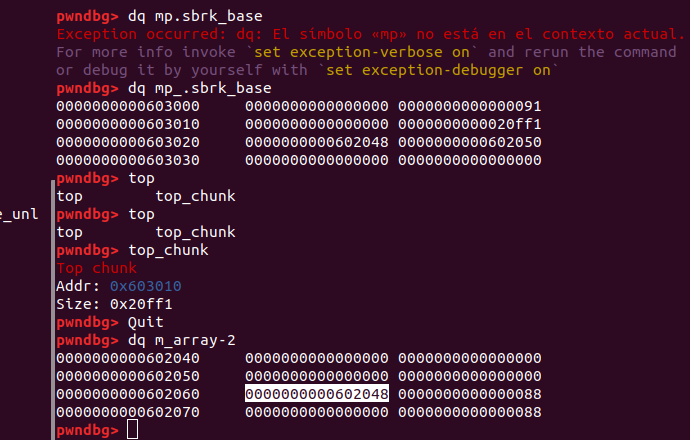 pwndbg> dq mp.sbrk_base
Exception occurred: dq: El símbolo «mp» no está en el contexto actual.
For more info invoke `set exception-verbose on` and rerun the command
or debug it by yourself with `set exception-debugger on`
pwndbg> dq mp_.sbrk_base
0000000000603000     0000000000000000 0000000000000091
0000000000603010     0000000000000000 0000000000020ff1
0000000000603020     0000000000602048 0000000000602050
0000000000603030     0000000000000000 0000000000000000
pwndbg> top
top        top_chunk
e_unl pwndbg> top
top        top_chunk
pwndbg> top_chunk
Top chunk
Addr: 0x603010
Size: 0x20ff1
pwndbg> Quit
pwndbg> dq m_array-2
0000000000602040     0000000000000000 0000000000000000
0000000000602050     0000000000000000 0000000000000000
0000000000602060     0000000000602048 0000000000000088
0000000000602070     0000000000000000 0000000000000088
pwndbg>